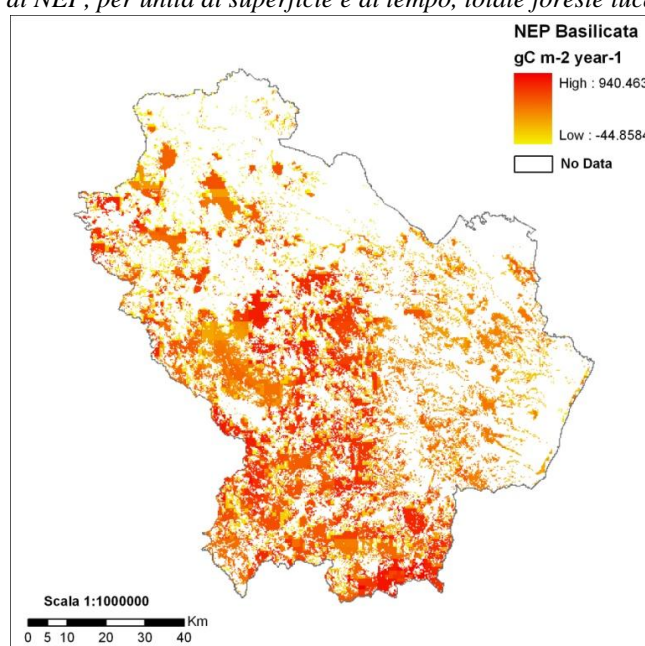 di NEP, per unità di superficie e di tempo, totale foreste
NEP Basilicata
gC m-2 year-1
High : 940.463
Low : -44.8584
No Data
Scala 1:1000000
Km
0 5 10 20 30 40